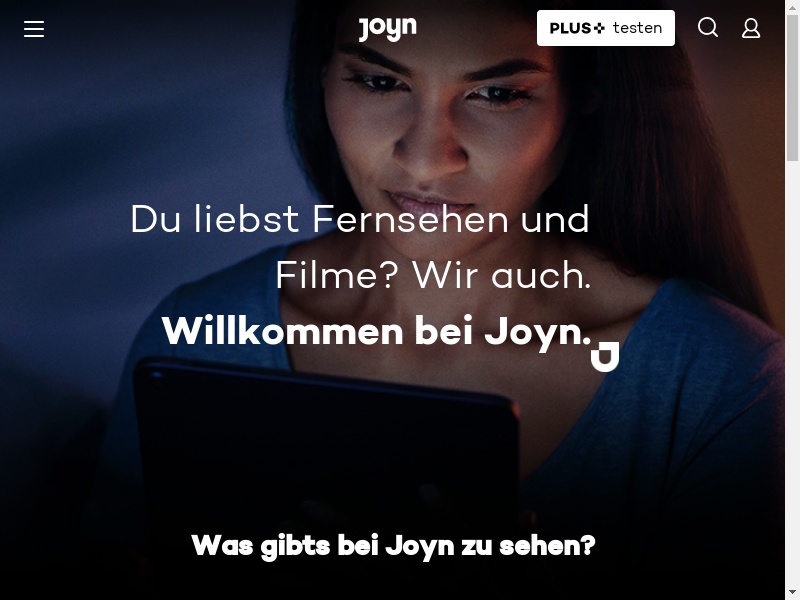 joyn
PLUS+ testen
Du liebst Fernsehen und
Filme? Wir auch.
Willkommen bei Joyn.
Was gibts bei Joyn zu sehen?